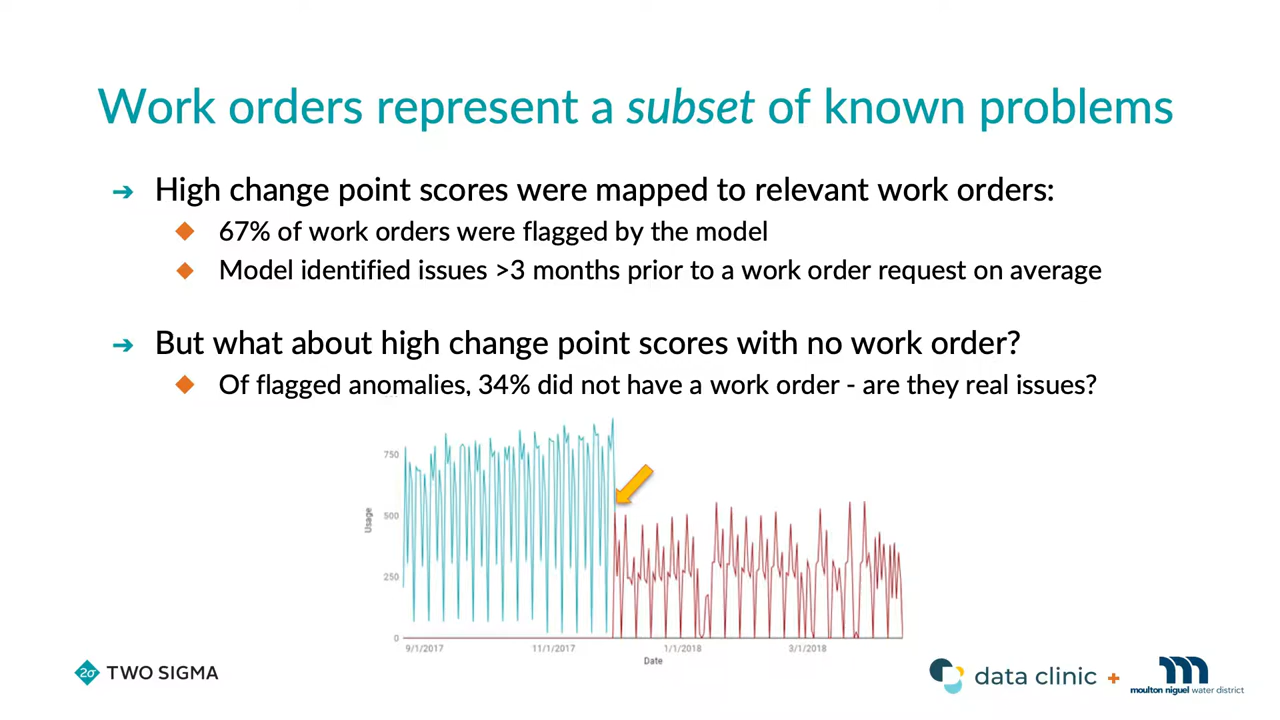 Work orders represent a subset of known problems
➔ High change point scores were mapped to relevant work orders:
◆ 67% of work orders were flagged by the model
◆ Model identified issues >3 months prior to a work order request on average
➔ But what about high change point scores with no work order?
◆ Of flagged anomalies, 34% did not have a work order - are they real issues?
750
500
250
0
Usage
9/1/2017 11/1/2017 1/1/2018 3/1/2018
Date
2σ TWO SIGMA
data clinic +
moulton niguel water district